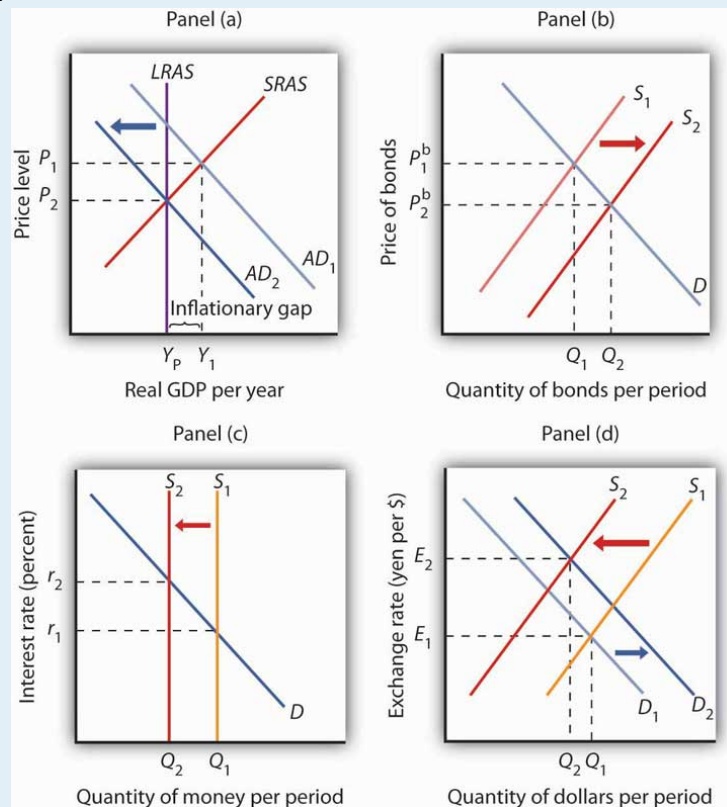 Panel (a)
LRAS
SRAS
P1
P2
Price level
AD1
AD2
Inflationary gap
YP
Y1
Real GDP per year
Panel (b)
S1
S2
P1b
P2b
Price of bonds
D
Q1
Q2
Quantity of bonds per period
Panel (c)
S2
S1
r2
r1
Interest rate (percent)
D
Q2
Q1
Quantity of money per period
Panel (d)
S2
S1
E2
E1
Exchange rate (yen per $)
D1
D2
Q2
Q1
Quantity of dollars per period